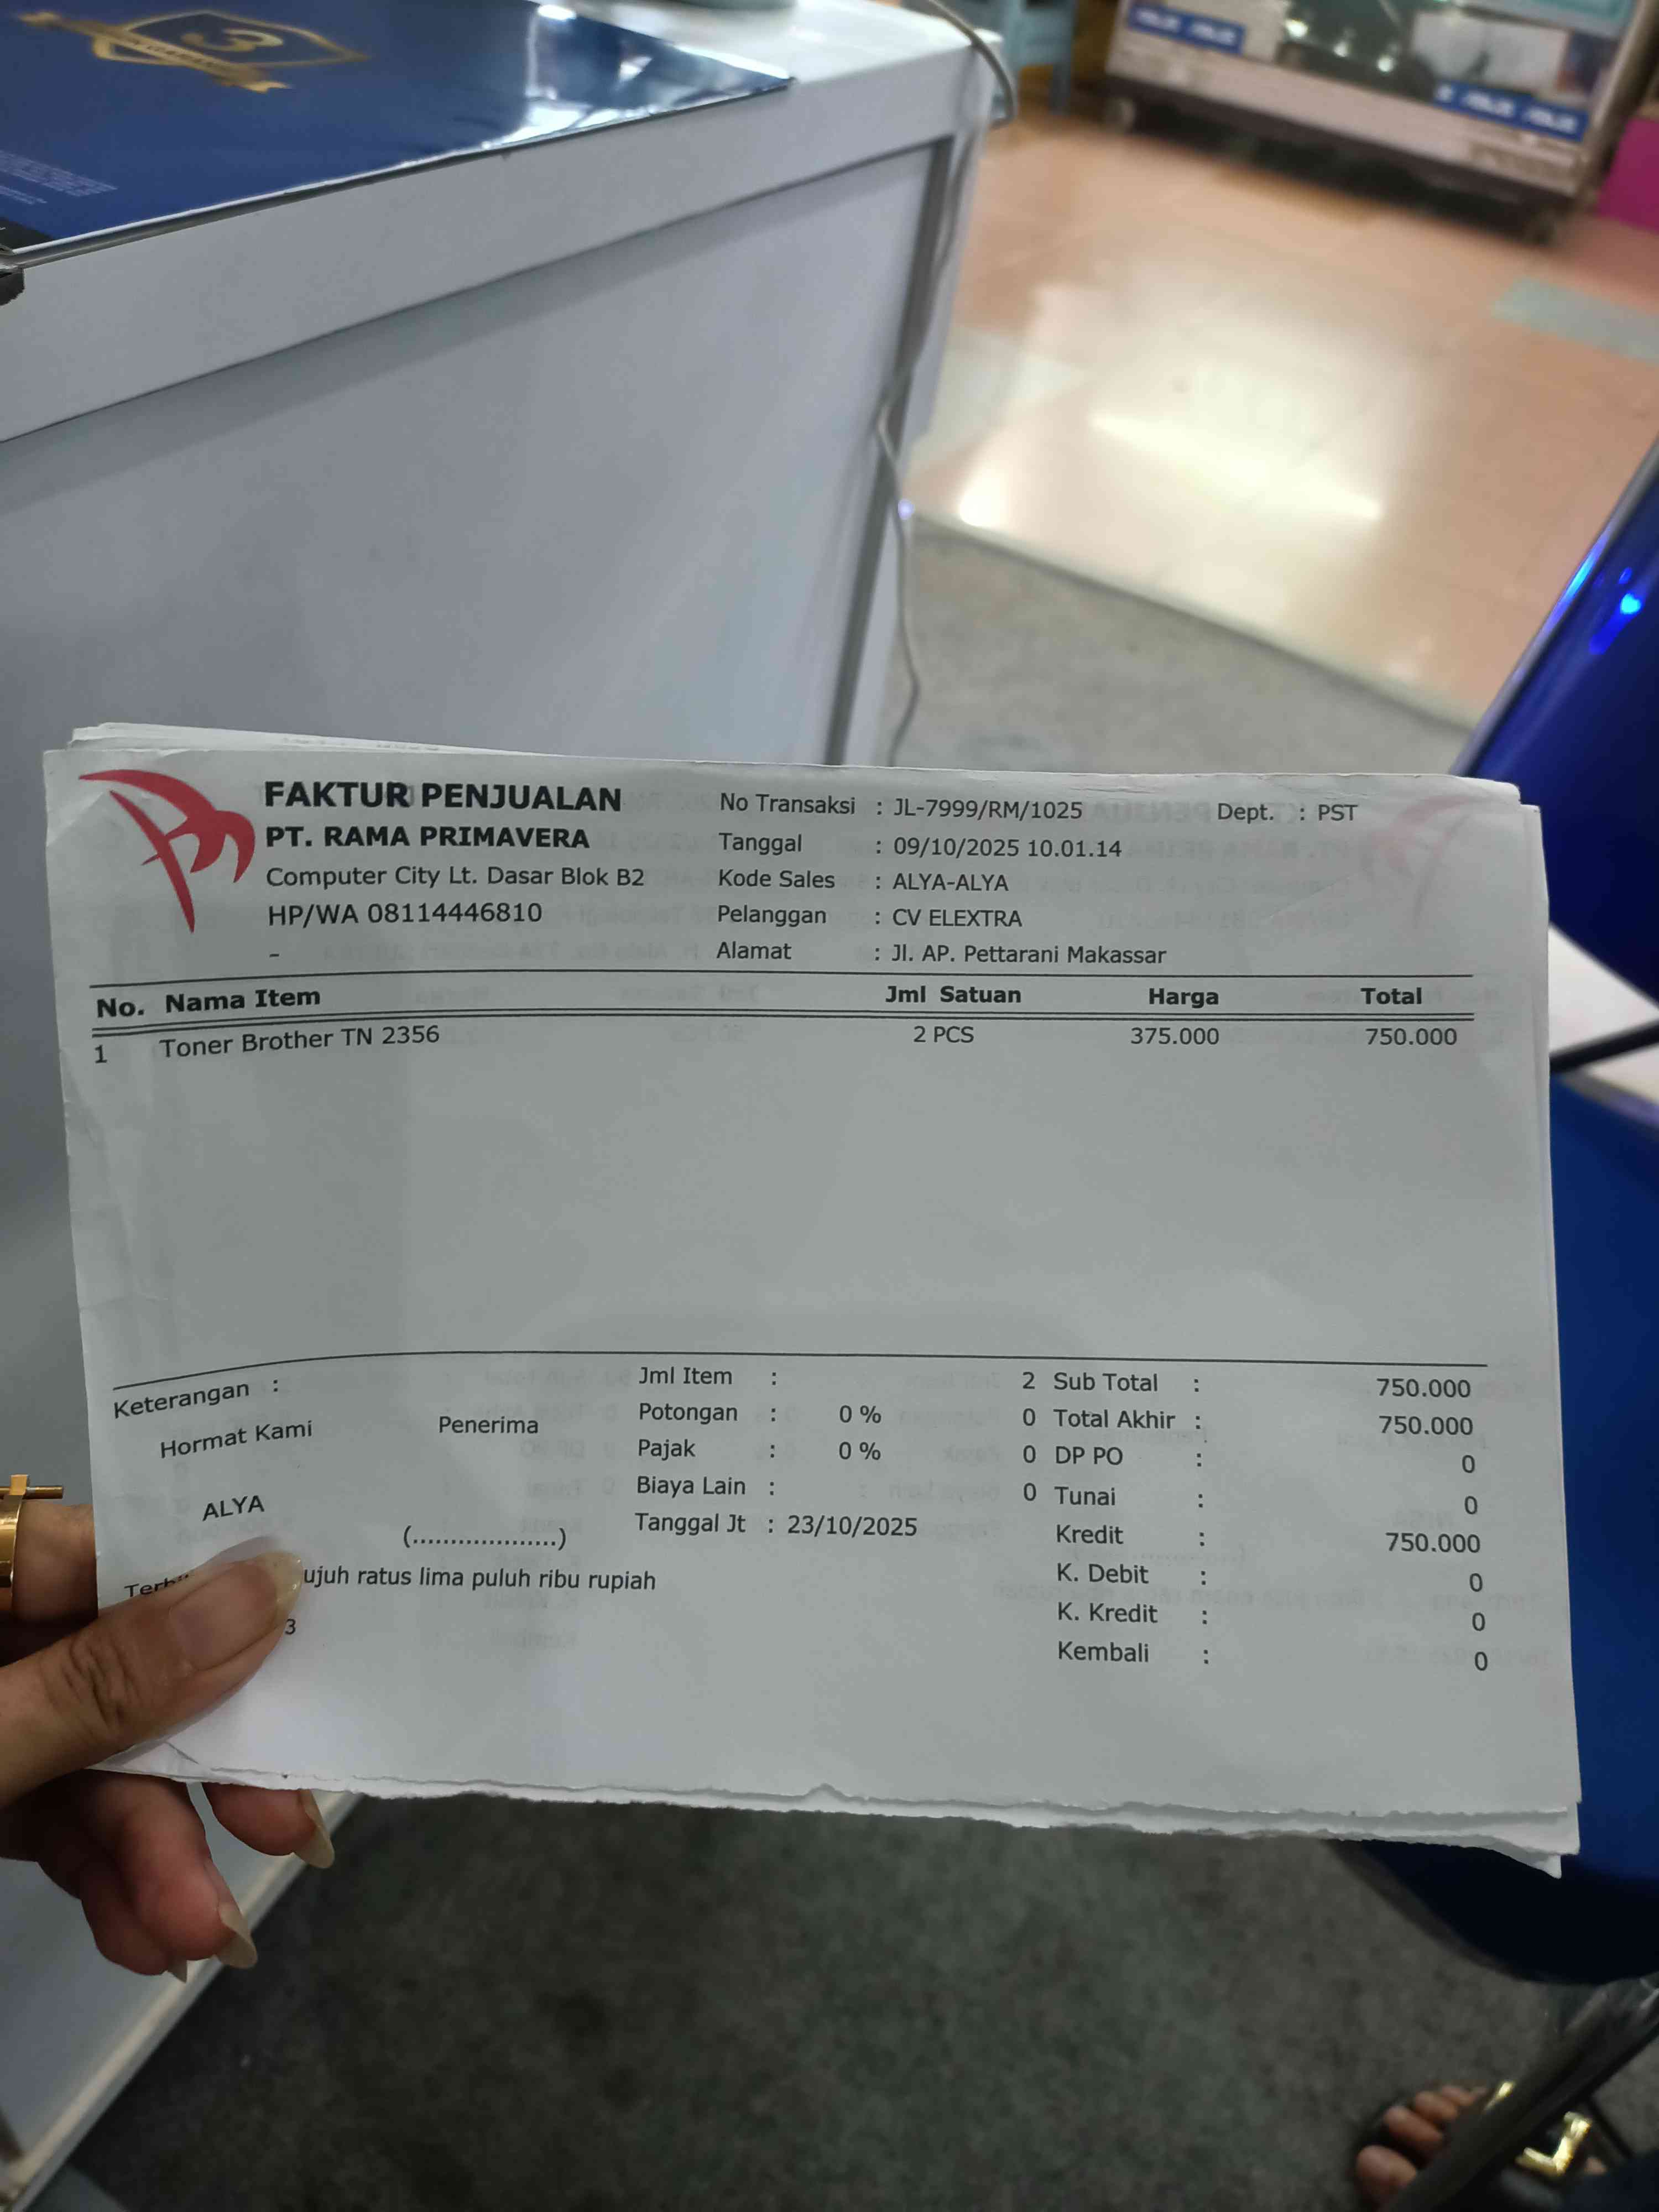 3
FAKTUR PENJUALAN
PT. RAMA PRIMAVERA
Computer City Lt. Dasar Blok B2
HP/WA 08114446810
-
No Transaksi : JL-7999/RM/1025 Dept. : PST
Tanggal : 09/10/2025 10.01.14
Kode Sales : ALYA-ALYA
Pelanggan : CV ELEXTRA
Alamat : Jl. AP. Pettarani Makassar
No. Nama Item Jml Satuan Harga Total
1 Toner Brother TN 2356 2 PCS 375.000 750.000
Keterangan :
Hormat Kami Penerima
ALYA
(...................)
ujuh ratus lima puluh ribu rupiah
3
Jml Item : 2
Potongan : 0 % 0
Pajak : 0 % 0
Biaya Lain : 0
Tanggal Jt : 23/10/2025
Sub Total : 750.000
Total Akhir : 750.000
DP PO : 0
Tunai : 0
Kredit : 750.000
K. Debit : 0
K. Kredit : 0
Kembali : 0